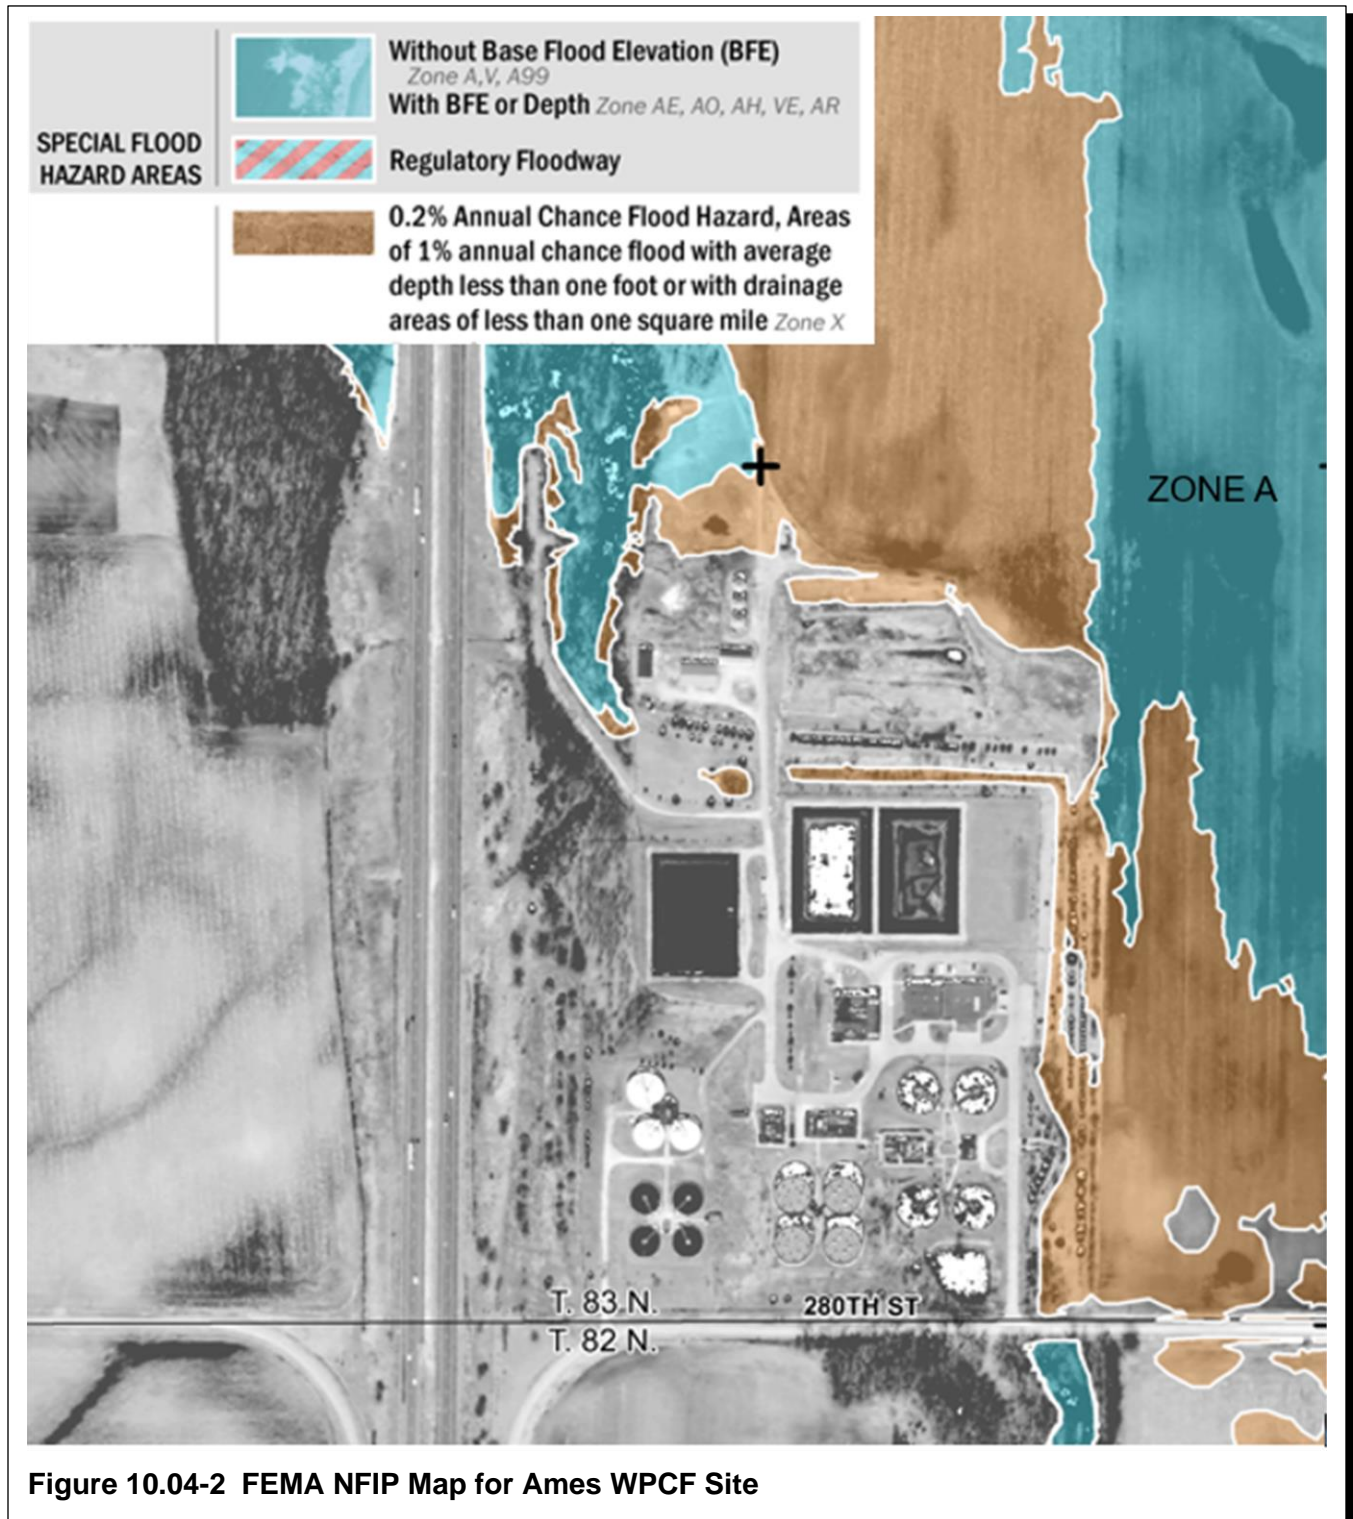 Without Base Flood Elevation (BFE)
Zone A,V, A99
With BFE or Depth Zone AE, AO, AH, VE, AR
SPECIAL FLOOD
HAZARD AREAS
Regulatory Floodway
0.2% Annual Chance Flood Hazard, Areas
of 1% annual chance flood with average
depth less than one foot or with drainage
areas of less than one square mile Zone X
ZONE A
T. 83 N.
280TH ST
T. 82 N.
Figure 10.04-2 FEMA NFIP Map for Ames WPCF Site